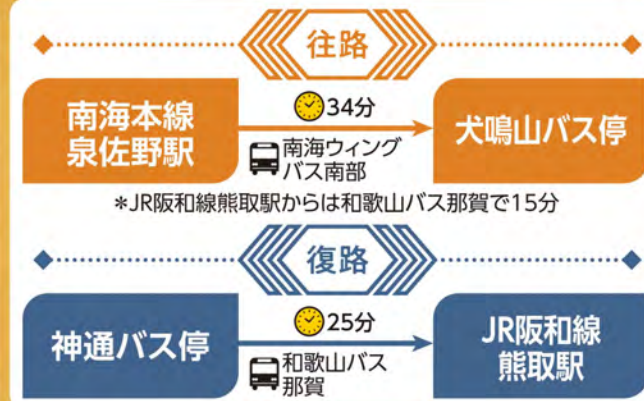 往路
南海本線
泉佐野駅
34分
南海ウィング
バス南部
犬鳴山バス停
*JR阪和線熊取駅からは和歌山バス那賀で15分
復路
神通バス停
25分
和歌山バス
那賀
JR阪和線
熊取駅